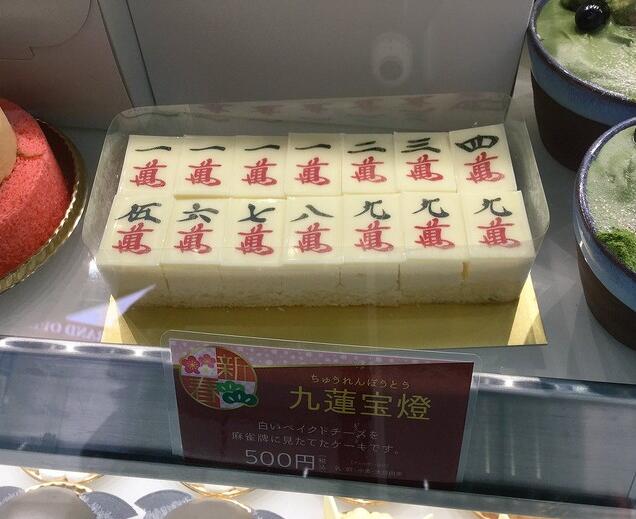 一 一 一 一 二 三 四
萬 萬 萬 萬 萬 萬 萬
伍 六 七 八 九 九 九
萬 萬 萬 萬 萬 萬 萬
新春
ちゅうれんぽうとう
九蓮宝燈
白いベイクドチーズを
麻雀牌に見たてたケーキです。
500円